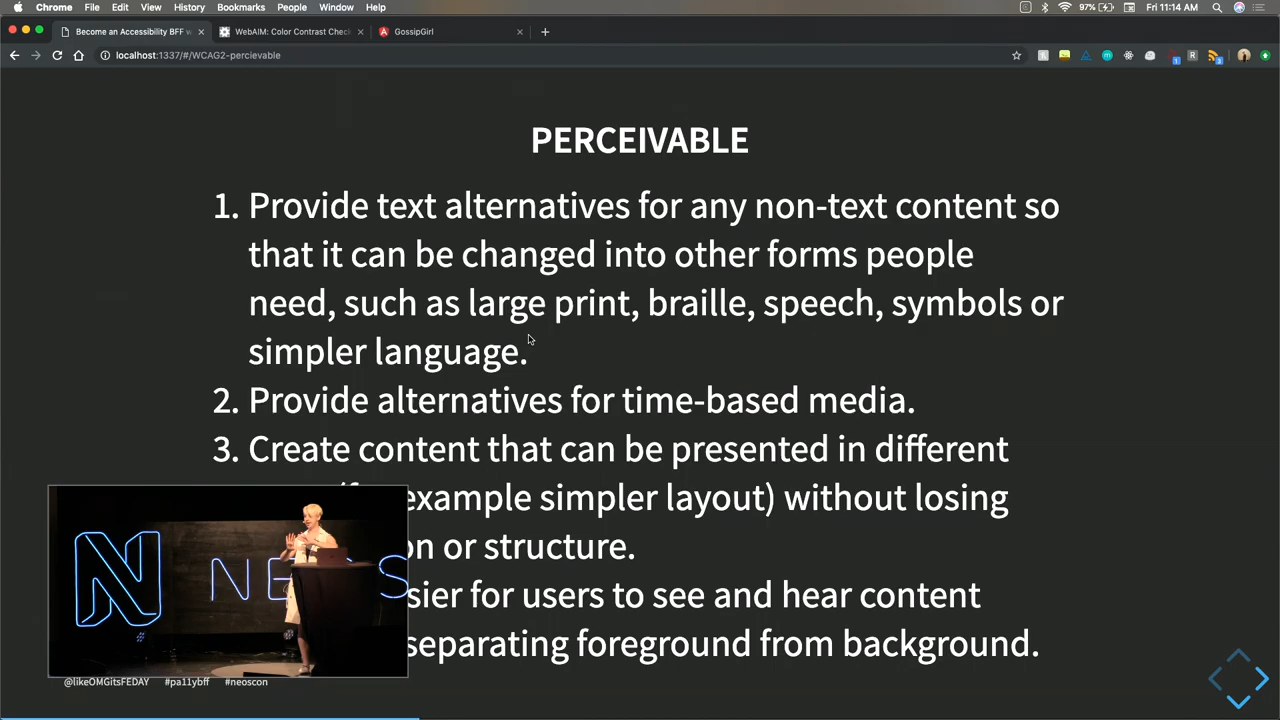 Chrome File Edit View History Bookmarks People Window Help 97% Fri 11:14 AM
Become an Accessibility BFF w WebAIM: Color Contrast Chec GossipGirl
localhost:1337/#/WCAG2-percievable
PERCEIVABLE
1. Provide text alternatives for any non-text content so
that it can be changed into other forms people
need, such as large print, braille, speech, symbols or
simpler language.
2. Provide alternatives for time-based media.
3. Create content that can be presented in different
example simpler layout) without losing
on or structure.
sier for users to see and hear content
separating foreground from background.
N NE S
@likeOMGitsFEDAY #pa11ybff #neoscon